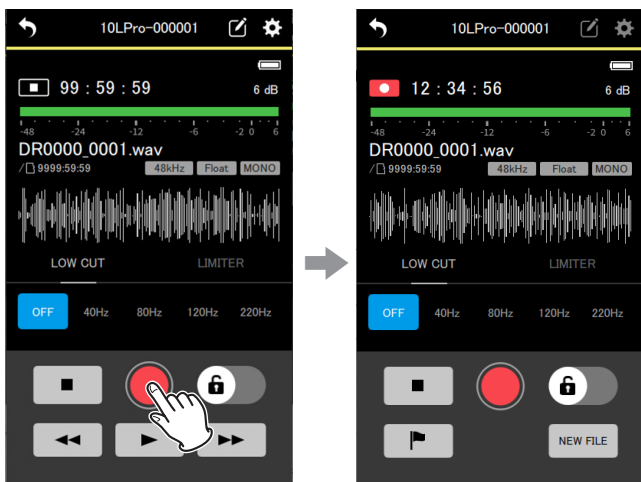 10LPro-000001
99 : 59 : 59
6 dB
-48 -24 -12 -6 -2 0 6
DR0000_0001.wav
/ 9999:59:59 48kHz Float MONO
LOW CUT LIMITER
OFF 40Hz 80Hz 120Hz 220Hz
10LPro-000001
12 : 34 : 56
6 dB
-48 -24 -12 -6 -2 0 6
DR0000_0001.wav
/ 9999:59:59 48kHz Float MONO
LOW CUT LIMITER
OFF 40Hz 80Hz 120Hz 220Hz
NEW FILE